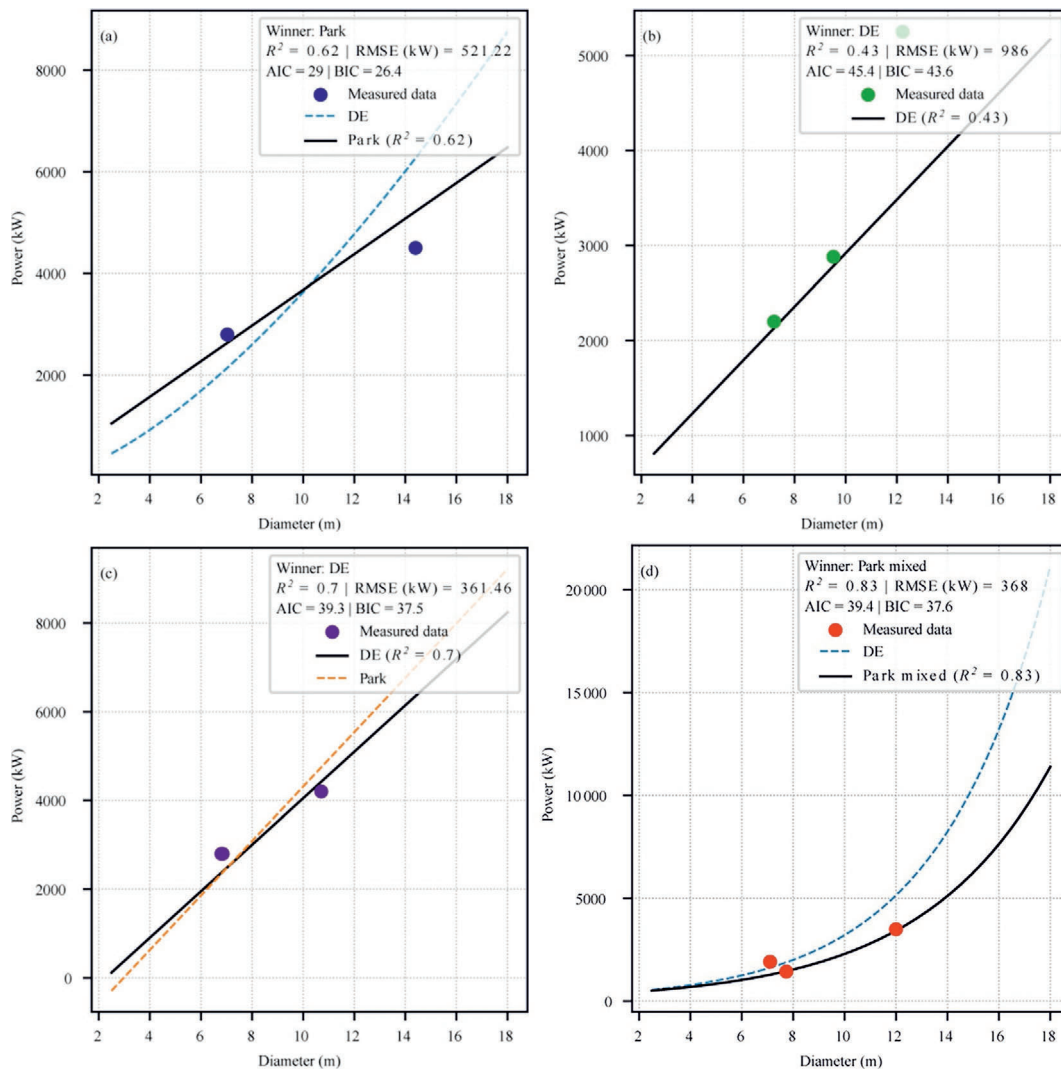 (a)
Winner: Park
R² = 0.62 | RMSE (kW) = 521.22
AIC = 29 | BIC = 26.4
Measured data
DE
Park (R² = 0.62)
8000
6000
4000
2000
Power (kW)
2 4 6 8 10 12 14 16 18
Diameter (m)
(b)
Winner: DE
R² = 0.43 | RMSE (kW) = 986
AIC = 45.4 | BIC = 43.6
Measured data
DE (R² = 0.43)
5000
4000
3000
2000
1000
Power (kW)
2 4 6 8 10 12 14 16 18
Diameter (m)
(c)
Winner: DE
R² = 0.7 | RMSE (kW) = 361.46
AIC = 39.3 | BIC = 37.5
Measured data
DE (R² = 0.7)
Park
8000
6000
4000
2000
0
Power (kW)
2 4 6 8 10 12 14 16 18
Diameter (m)
(d)
Winner: Park mixed
R² = 0.83 | RMSE (kW) = 368
AIC = 39.4 | BIC = 37.6
Measured data
DE
Park mixed (R² = 0.83)
20 000
15 000
10 000
5000
0
Power (kW)
2 4 6 8 10 12 14 16 18
Diameter (m)